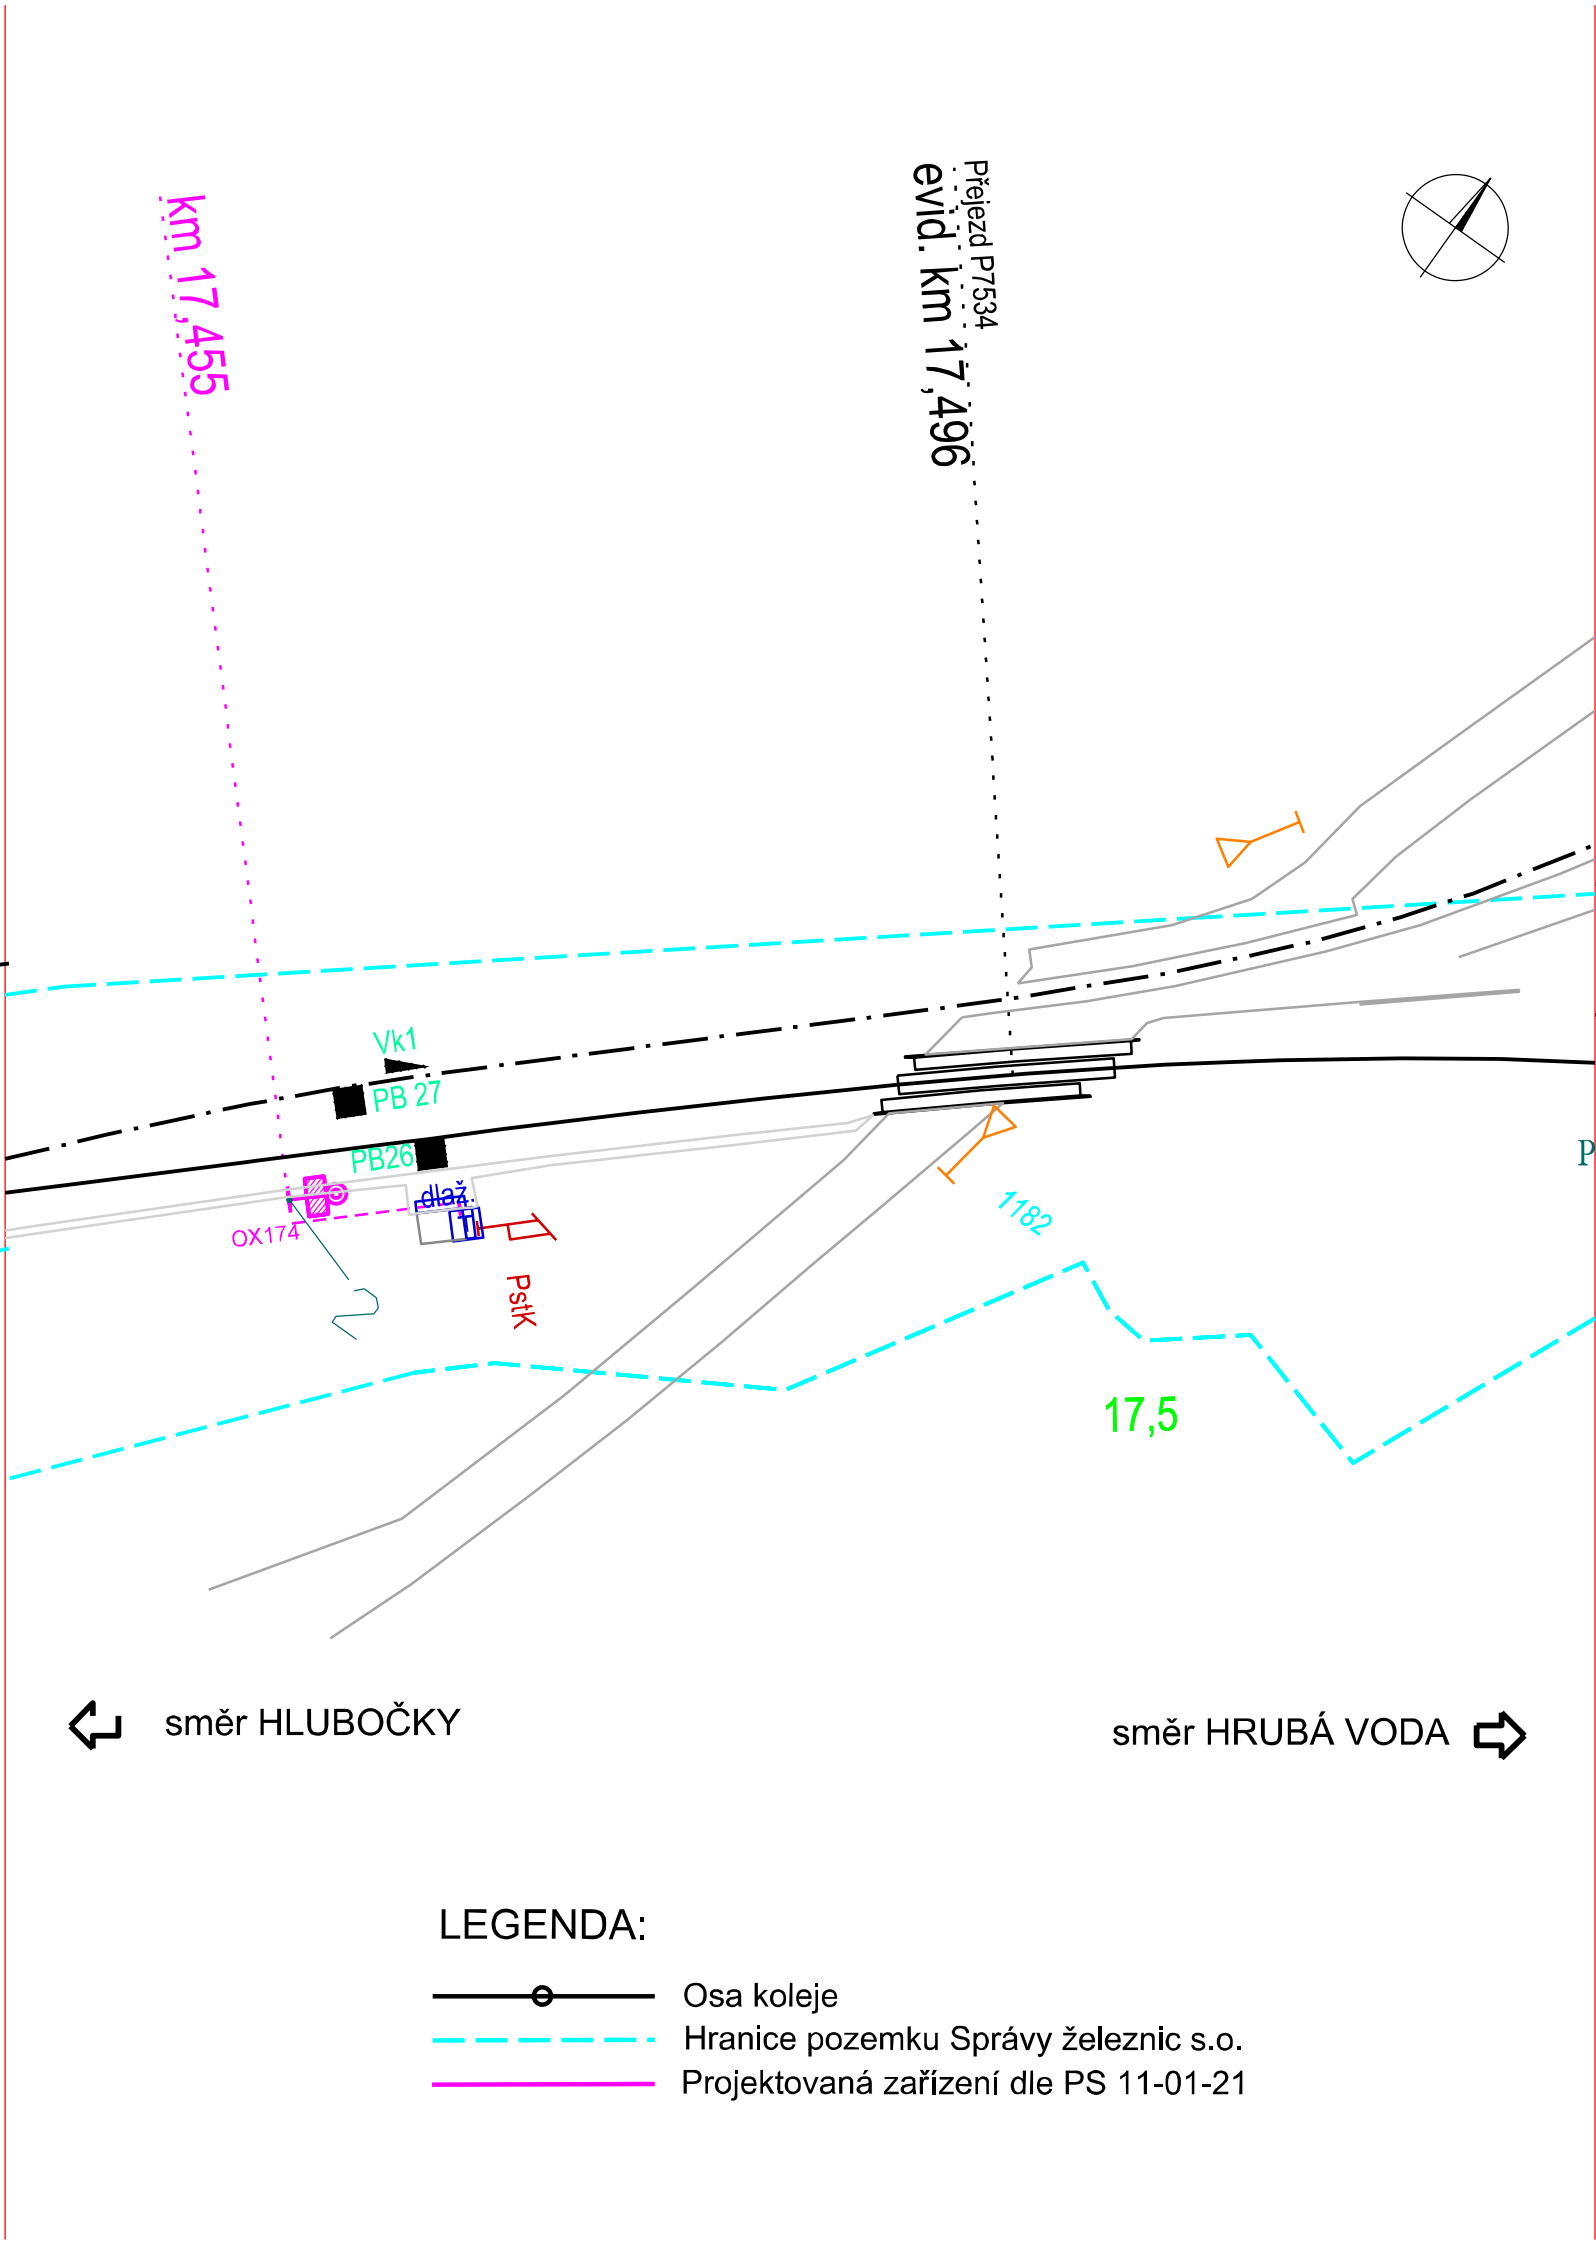 km 17,455
Přejezd P7534
evid. km 17,496
Vk1
PB 27
PB26
dlaž.
OX174
PstK
1182
P
17,5
směr HLUBOČKY
směr HRUBÁ VODA
LEGENDA:
Osa koleje
Hranice pozemku Správy železnic s.o.
Projektovaná zařízení dle PS 11-01-21